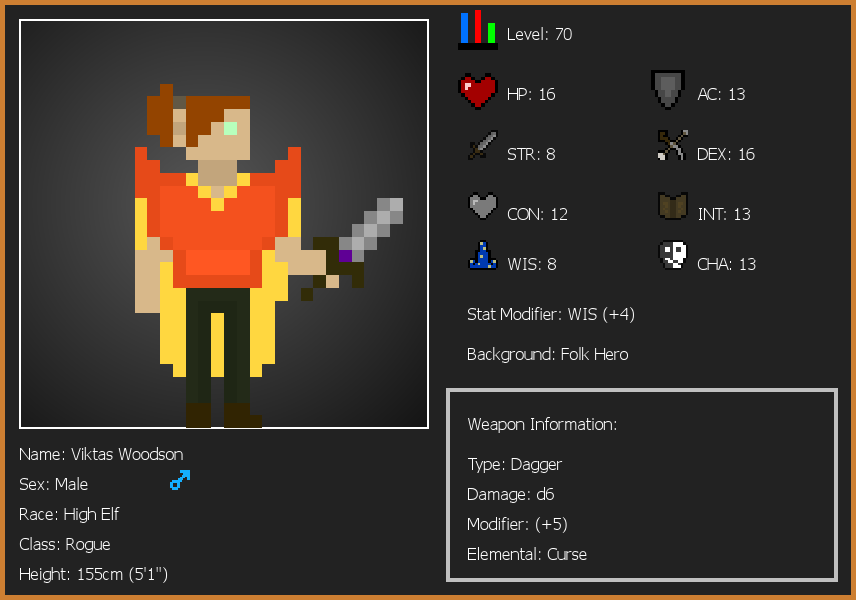 Level: 70
HP: 16
AC: 13
STR: 8
DEX: 16
CON: 12
INT: 13
WIS: 8
CHA: 13
Stat Modifier: WIS (+4)
Background: Folk Hero
Weapon Information:
Type: Dagger
Damage: d6
Modifier: (+5)
Elemental: Curse
Name: Viktas Woodson
Sex: Male
Race: High Elf
Class: Rogue
Height: 155cm (5'1")